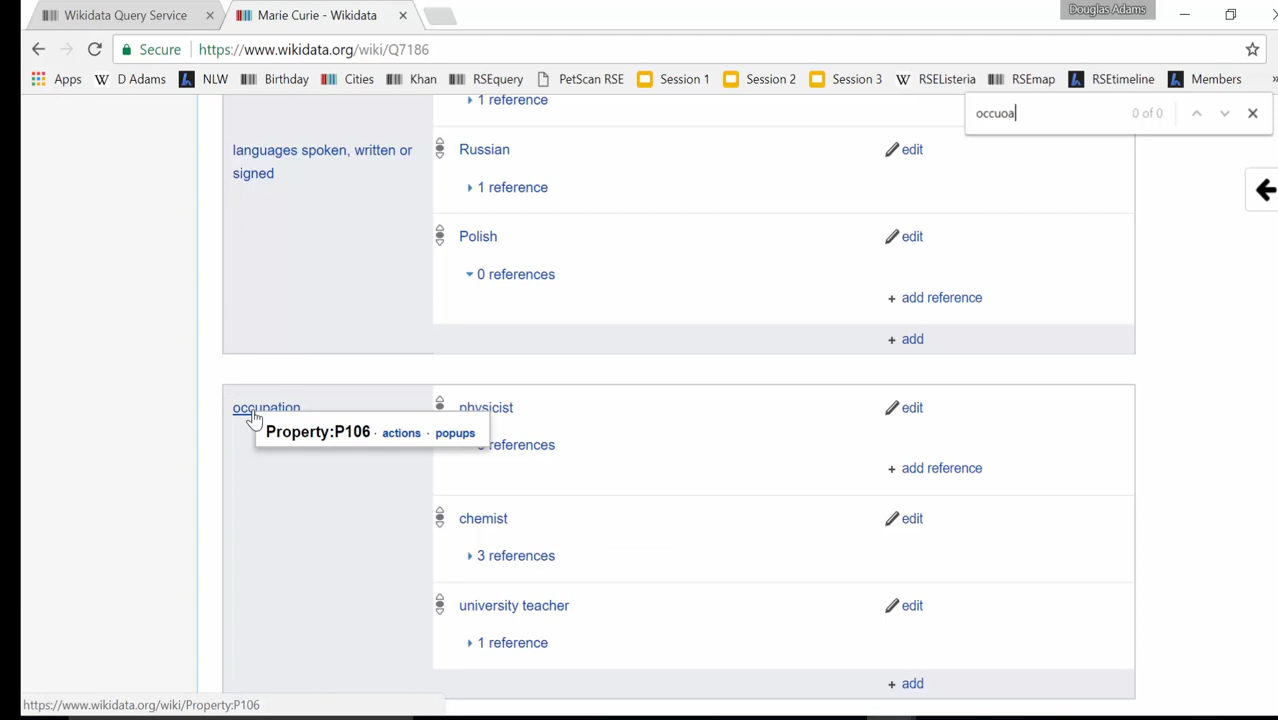 Douglas Adams
Wikidata Query Service
Marie Curie - Wikidata
Secure
https://www.wikidata.org/wiki/Q7186
Apps
D Adams
NLW
Birthday
Cities
Khan
RSEquery
PetScan RSE
Session 1
Session 2
Session 3
RSEListeria
RSEmap
RSEtimeline
Members
»
occuoa
0 of 0
1 reference
languages spoken, written or
signed
Russian
edit
1 reference
Polish
edit
0 references
+ add reference
+ add
occupation
physicist
edit
Property:P106 · actions · popups
references
+ add reference
chemist
edit
3 references
university teacher
edit
1 reference
+ add
https://www.wikidata.org/wiki/Property:P106